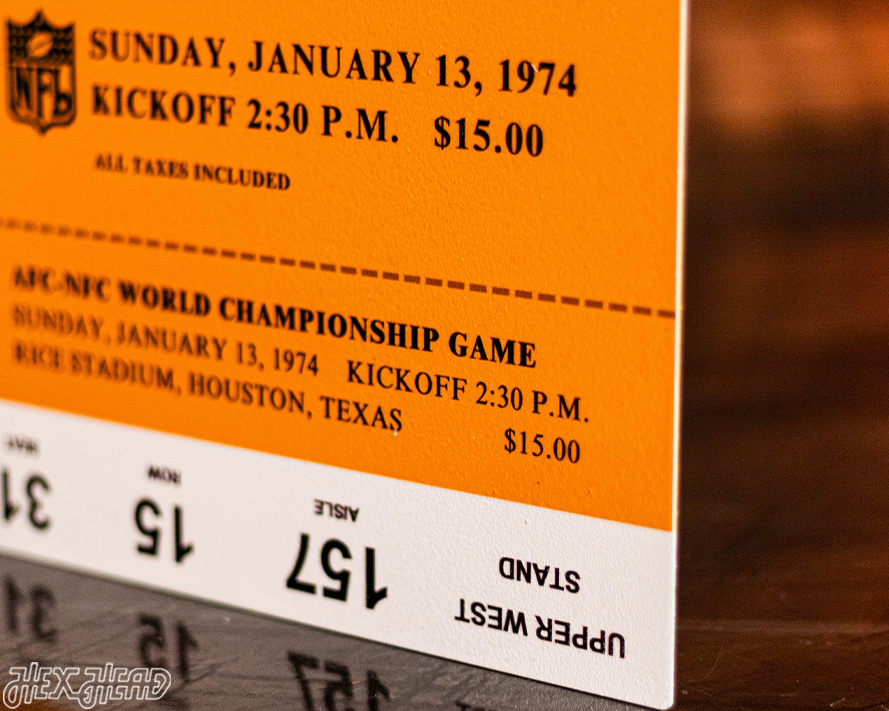 NFL
SUNDAY, JANUARY 13, 1974
KICKOFF 2:30 P.M. $15.00
ALL TAXES INCLUDED
AFC-NFC WORLD CHAMPIONSHIP GAME
SUNDAY, JANUARY 13, 1974 KICKOFF 2:30 P.M.
RICE STADIUM, HOUSTON, TEXAS
$15.00
SEAT ROW AISLE STAND
31 15 157 UPPER WEST
HEX HEAD